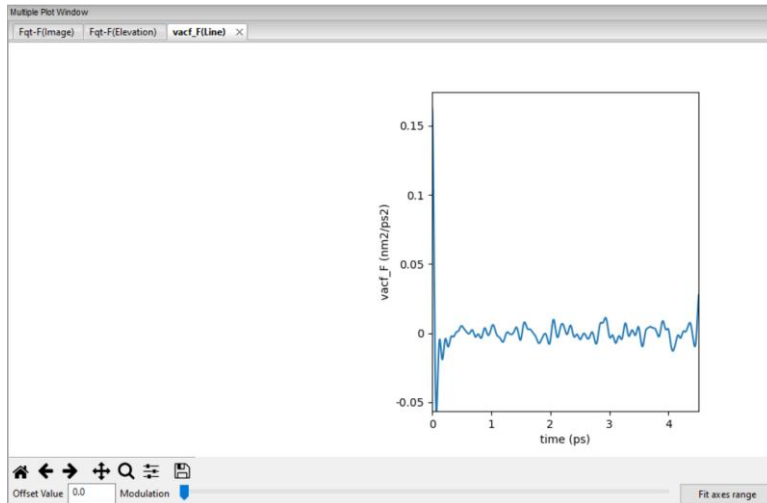 Multiple Plot Window
Fqt-F(Image) Fqt-F(Elevation) vacf_F(Line) ×
0.15
0.1
0.05
0
-0.05
vacf_F (nm2/ps2)
0 1 2 3 4
time (ps)
Offset Value 0.0 Modulation Fit axes range